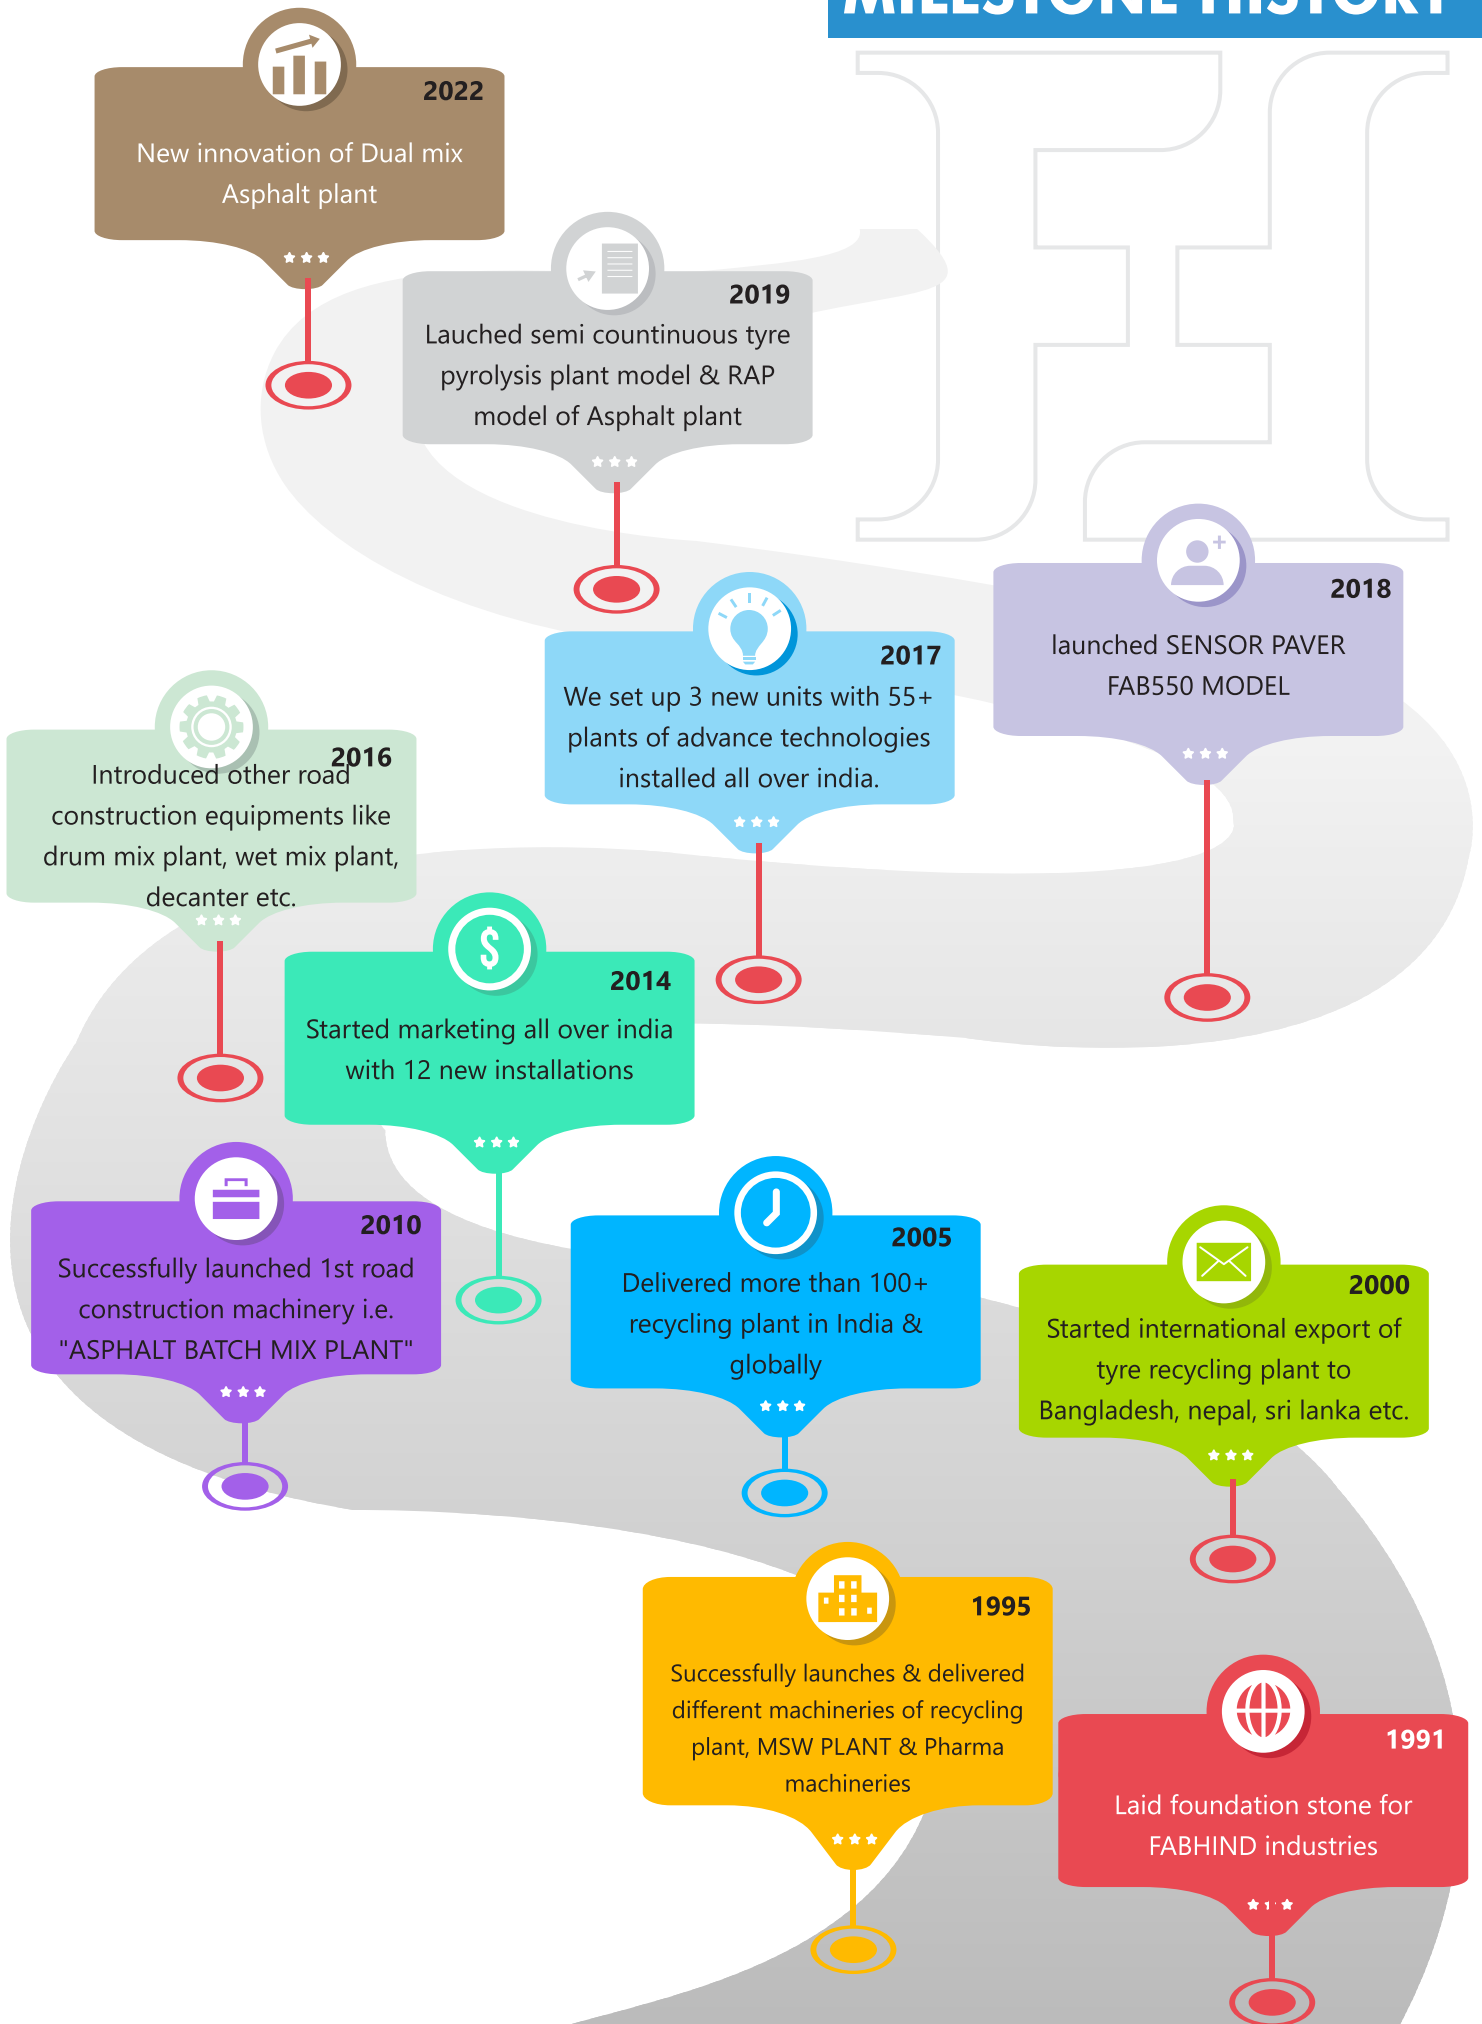 MILESTONE HISTORY
2022
New innovation of Dual mix
Asphalt plant
2019
Lauched semi countinuous tyre
pyrolysis plant model & RAP
model of Asphalt plant
2018
launched SENSOR PAVER
FAB550 MODEL
2017
We set up 3 new units with 55+
plants of advance technologies
installed all over india.
2016
Introduced other road
construction equipments like
drum mix plant, wet mix plant,
decanter etc.
2014
Started marketing all over india
with 12 new installations
2010
Successfully launched 1st road
construction machinery i.e.
"ASPHALT BATCH MIX PLANT"
2005
Delivered more than 100+
recycling plant in India &
globally
2000
Started international export of
tyre recycling plant to
Bangladesh, nepal, sri lanka etc.
1995
Successfully launches & delivered
different machineries of recycling
plant, MSW PLANT & Pharma
machineries
1991
Laid foundation stone for
FABHIND industries